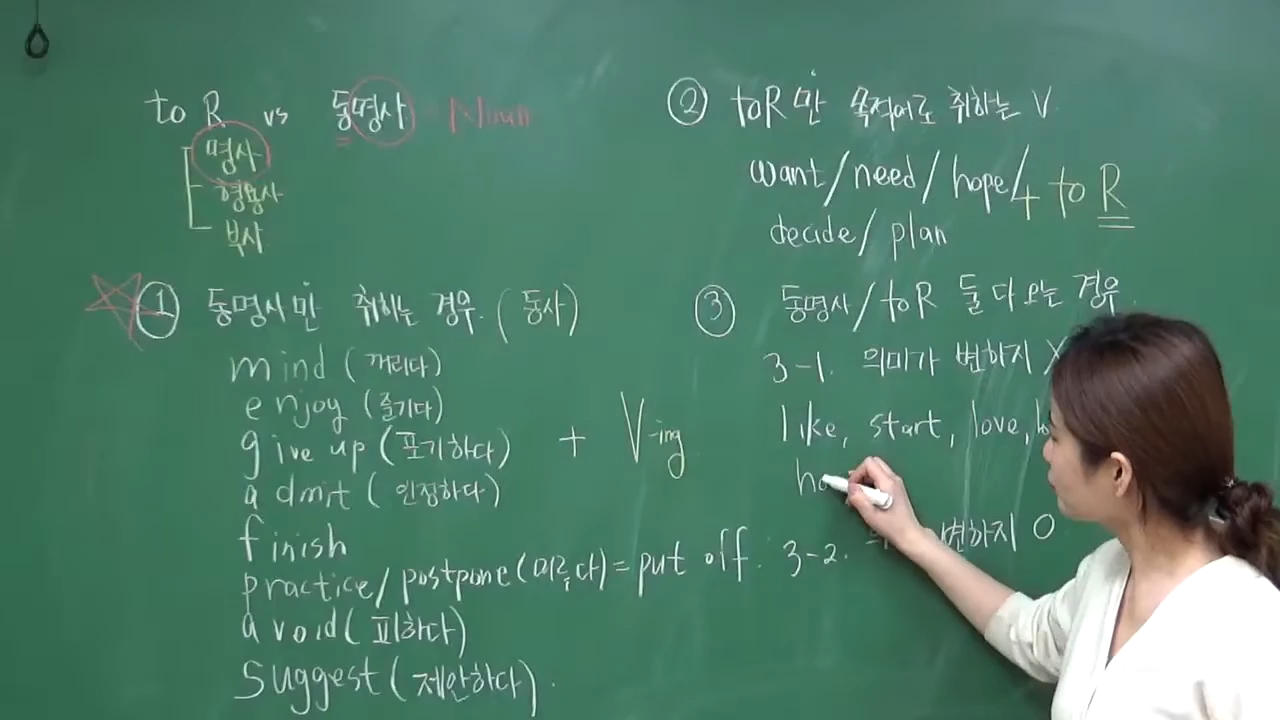 to R vs 동명사 - Noun
명사
형용사
부사
① 동명사만 취하는 경우. (동사)
mind (꺼리다)
enjoy (즐기다)
give up (포기하다)
admit (인정하다)
finish
practice/postpone(미루다)=put off.
avoid(피하다)
suggest(제안하다).
+ V-ing
② toR만 목적어로 취하는 V
want/need/hope/
decide/plan
+ to R
③ 동명사/toR 둘 다 오는 경우
3-1. 의미가 변하지 X
like, start, love,
3-2. 변하지 O